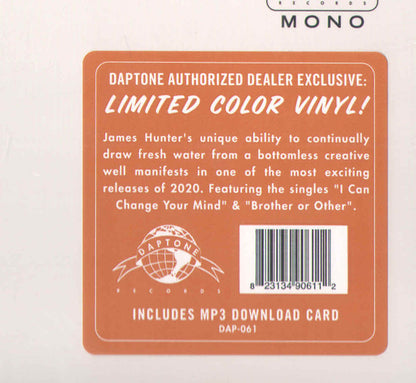 RECORDS
MONO
DAPTONE AUTHORIZED DEALER EXCLUSIVE:
LIMITED COLOR VINYL!
James Hunter's unique ability to continually
draw fresh water from a bottomless creative
well manifests in one of the most exciting
releases of 2020. Featuring the singles "I Can
Change Your Mind" & "Brother or Other".
DAPTONE
RECORDS
8 23134 90611 2
INCLUDES MP3 DOWNLOAD CARD
DAP-061